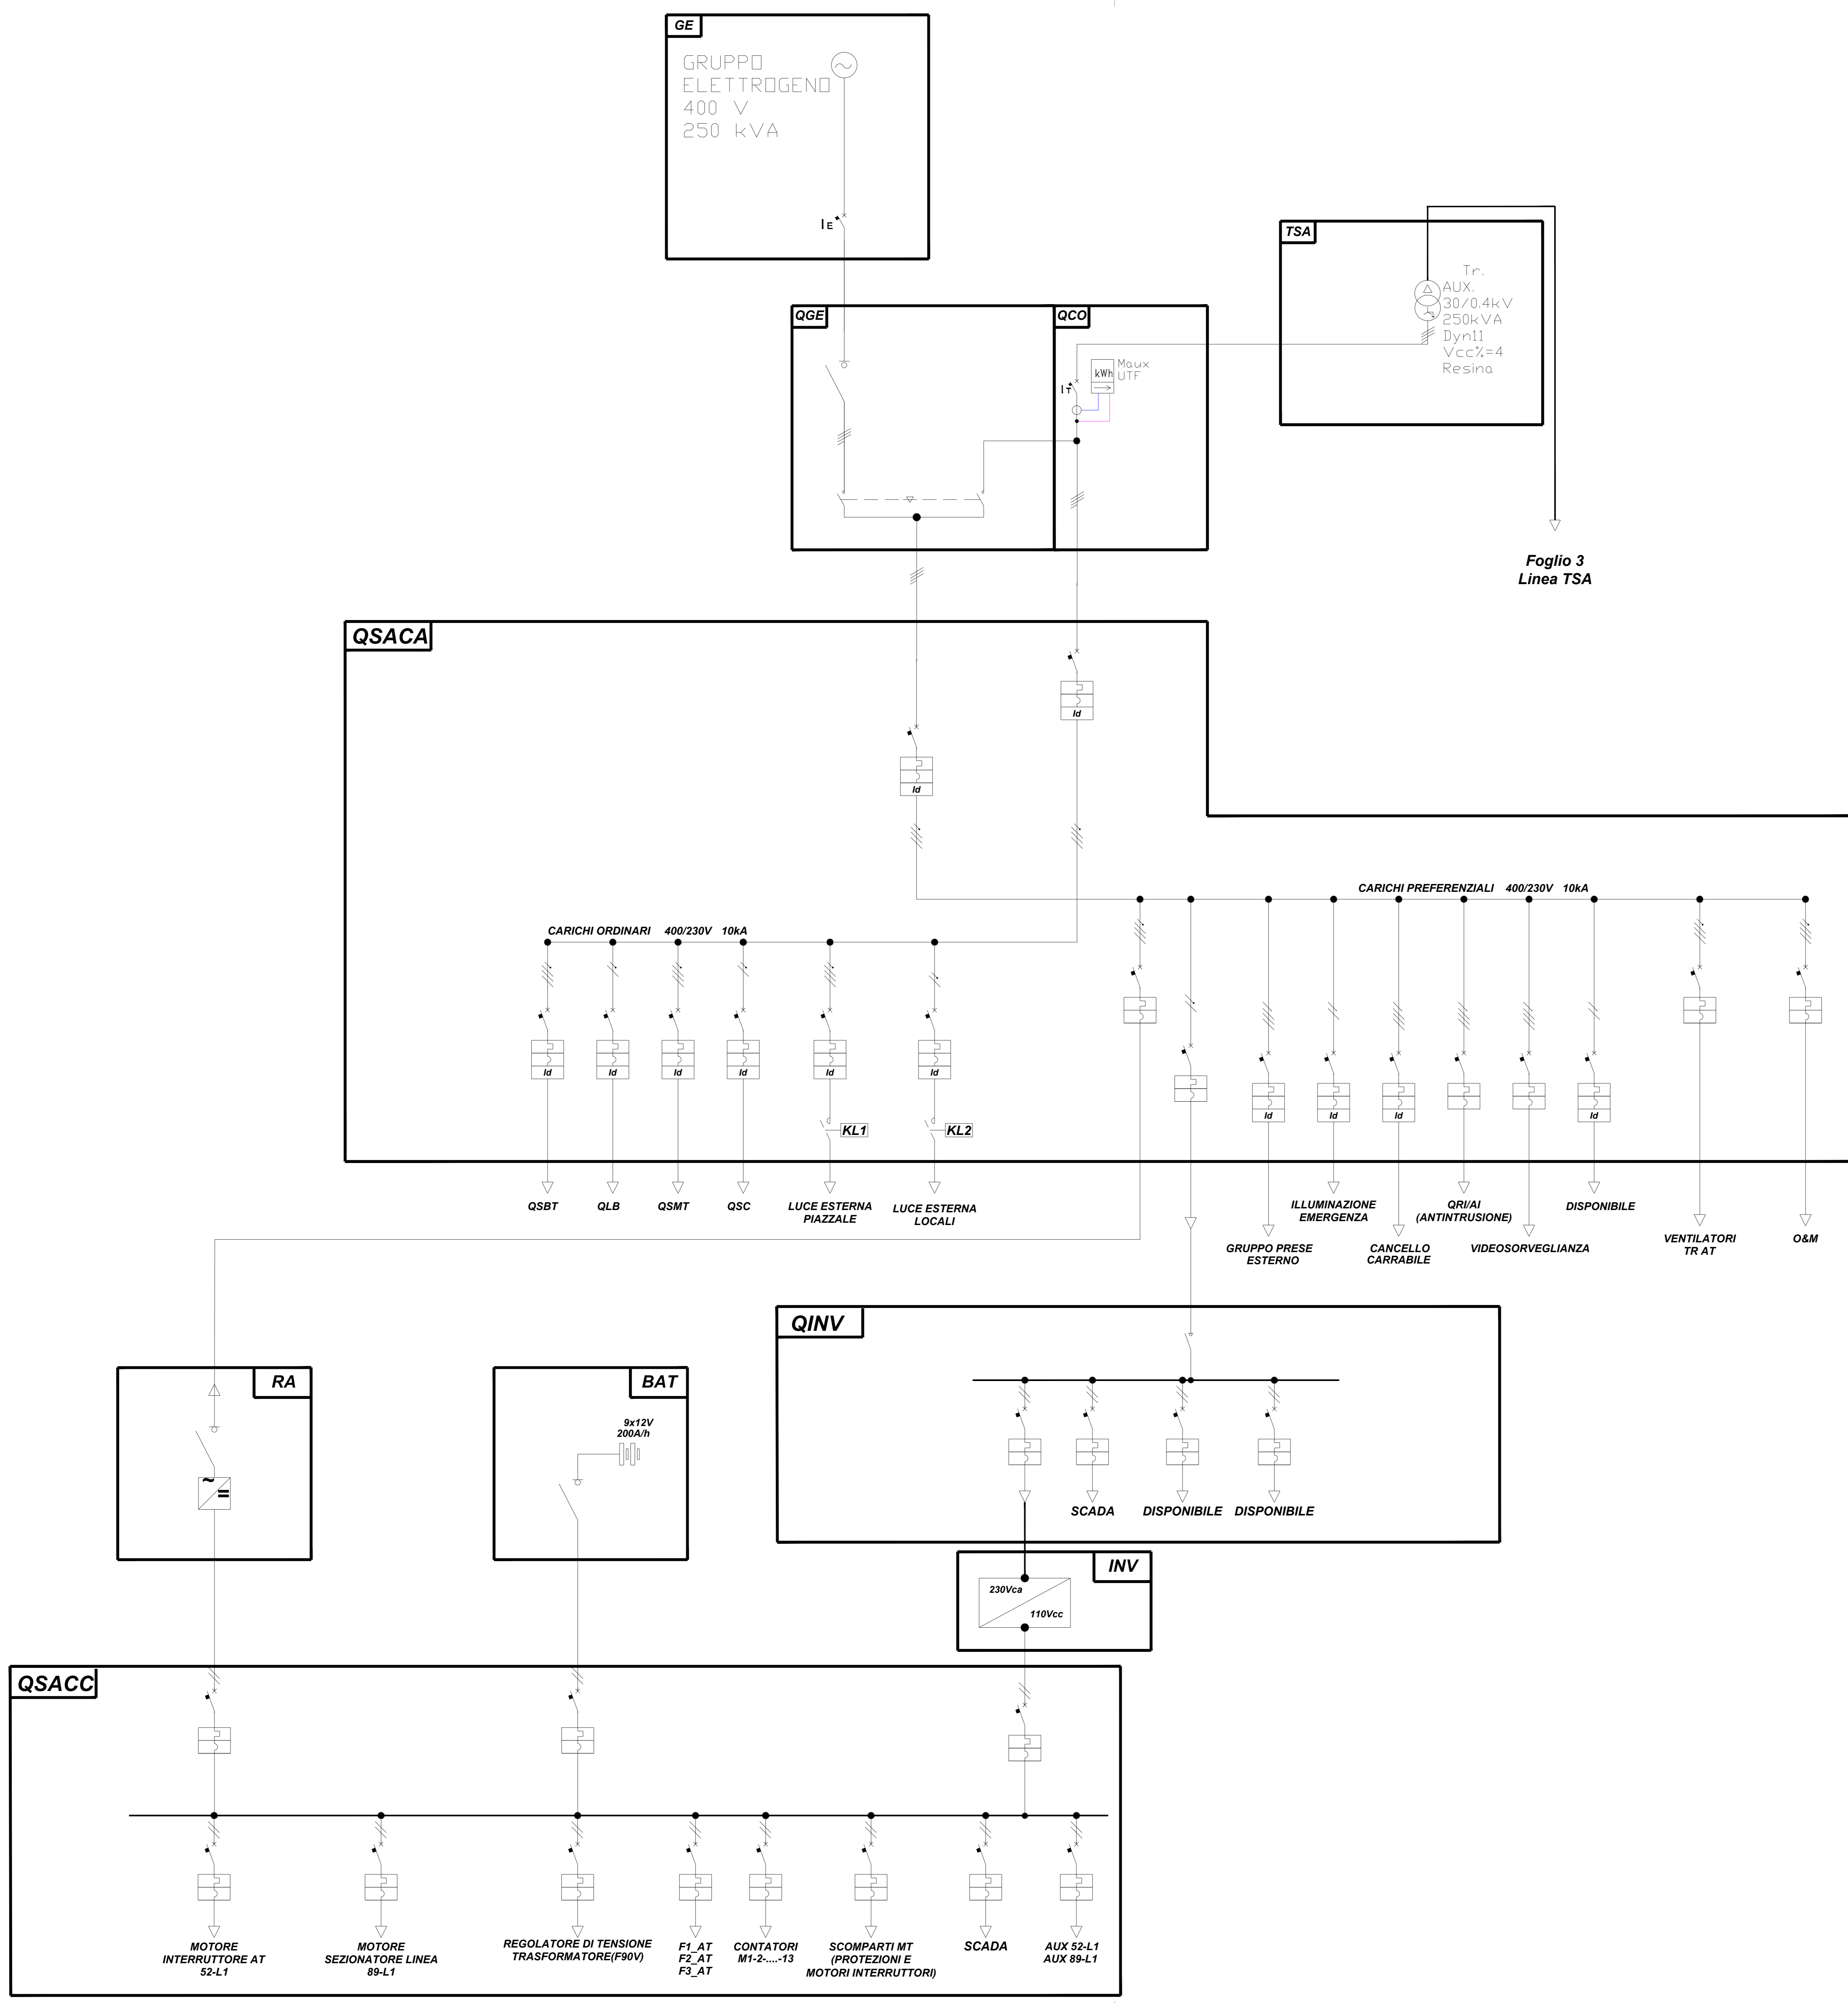 GE
GRUPPO
ELETTROGENO
400 V
250 kVA
IE
TSA
Tr.
AUX.
30/0.4kV
250kVA
Dyn11
Vcc%=4
Resina
QGE
QCO
kWh
Maux
UTF
IT
Foglio 3
Linea TSA
QSACA
Id
Id
CARICHI PREFERENZIALI 400/230V 10kA
CARICHI ORDINARI 400/230V 10kA
Id
Id
Id
Id
Id
Id
Id
Id
Id
Id
KL1
KL2
QSBT
QLB
QSMT
QSC
LUCE ESTERNA
PIAZZALE
LUCE ESTERNA
LOCALI
GRUPPO PRESE
ESTERNO
ILLUMINAZIONE
EMERGENZA
CANCELLO
CARRABILE
QRI/AI
(ANTINTRUSIONE)
VIDEOSORVEGLIANZA
DISPONIBILE
VENTILATORI
TR AT
O&M
QINV
SCADA
DISPONIBILE
DISPONIBILE
RA
BAT
9x12V
200A/h
INV
230Vca
110Vcc
QSACC
MOTORE
INTERRUTTORE AT
52-L1
MOTORE
SEZIONATORE LINEA
89-L1
REGOLATORE DI TENSIONE
TRASFORMATORE(F90V)
F1_AT
F2_AT
F3_AT
CONTATORI
M1-2-....-13
SCOMPARTI MT
(PROTEZIONI E
MOTORI INTERRUTTORI)
SCADA
AUX 52-L1
AUX 89-L1